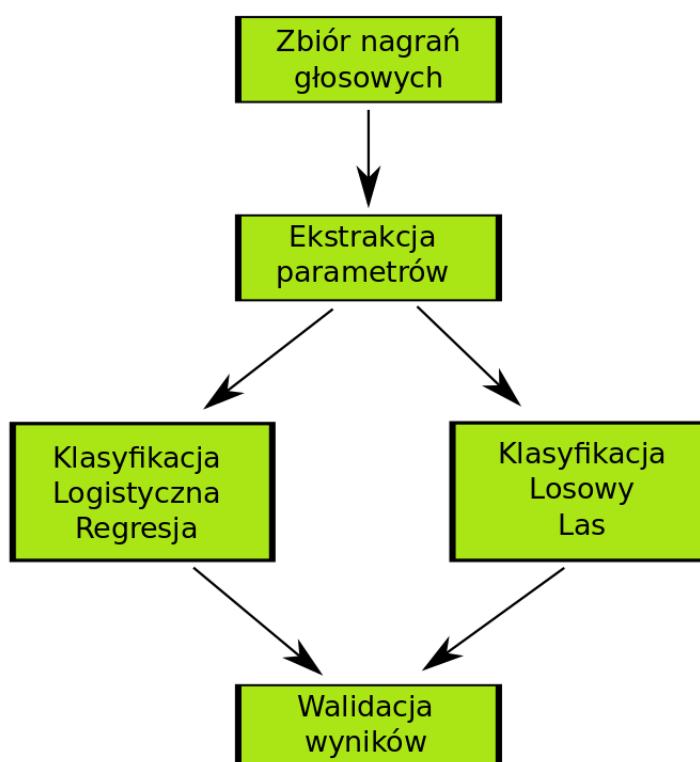 Zbiór nagrań
głosowych
Ekstrakcja
parametrów
Klasyfikacja
Logistyczna
Regresja
Klasyfikacja
Losowy
Las
Walidacja
wyników